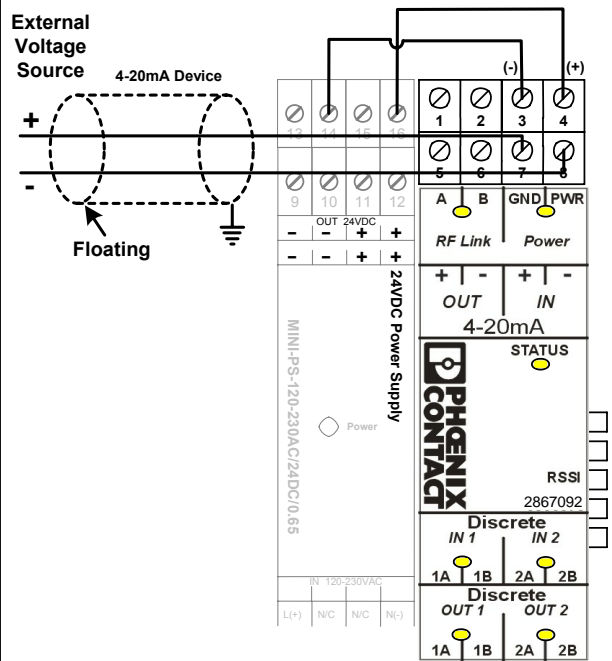 External
Voltage
Source
4-20mA Device
+
-
Floating
(-) (+)
13 14 15 16
1 2 3 4
5 6 7 8
9 10 11 12
OUT 24VDC
- - + +
- - + +
24VDC Power Supply
MINI-PS-120-230AC/24DC/0.65
Power
IN 120-230VAC
L(+) N/C N/C N(-)
A B GND PWR
RF Link Power
+ - + -
OUT IN
4-20mA
STATUS
PHŒNIX
CONTACT
RSSI
2867092
Discrete
IN 1 IN 2
1A 1B 2A 2B
Discrete
OUT 1 OUT 2
1A 1B 2A 2B